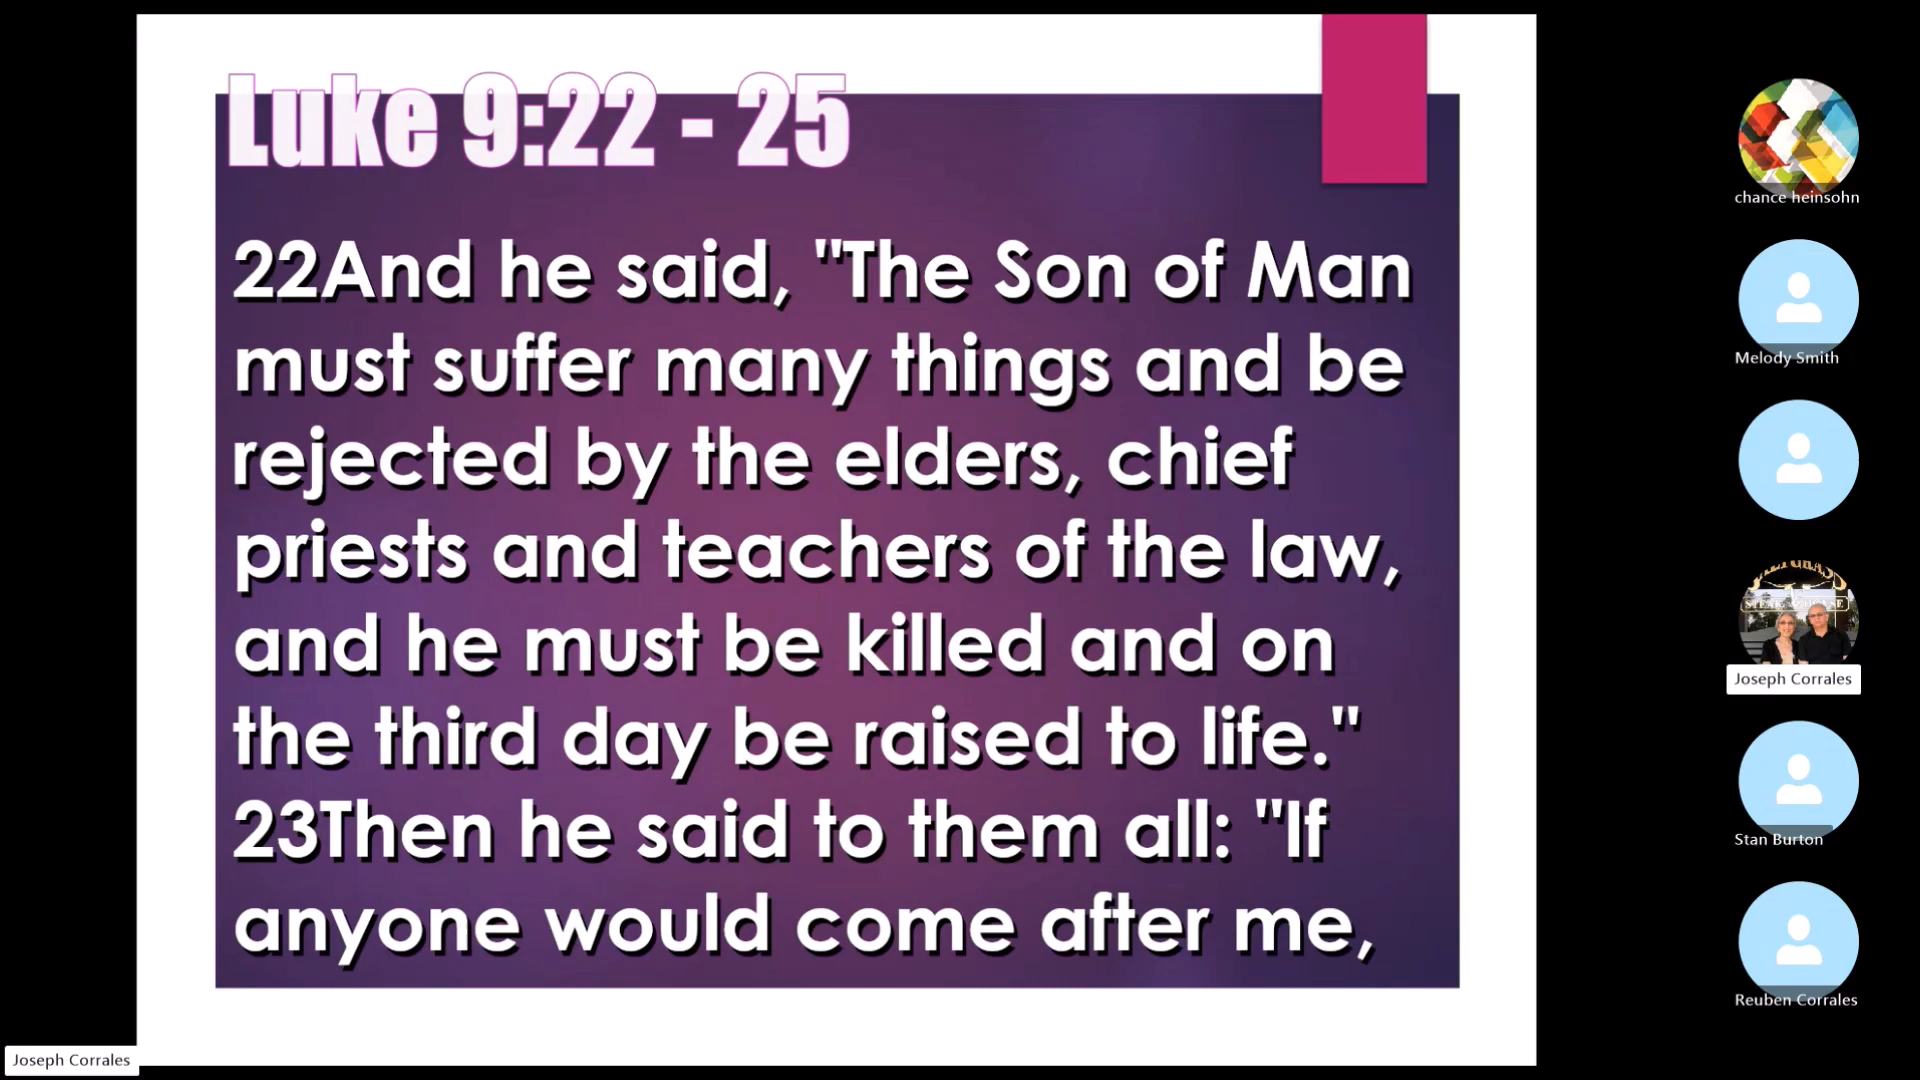 Luke 9:22 - 25
22And he said, "The Son of Man
must suffer many things and be
rejected by the elders, chief
priests and teachers of the law,
and he must be killed and on
the third day be raised to life."
23Then he said to them all: "If
anyone would come after me,
chance heinsohn
Melody Smith
STEAKHOUSE
Joseph Corrales
Stan Burton
Reuben Corrales
Joseph Corrales